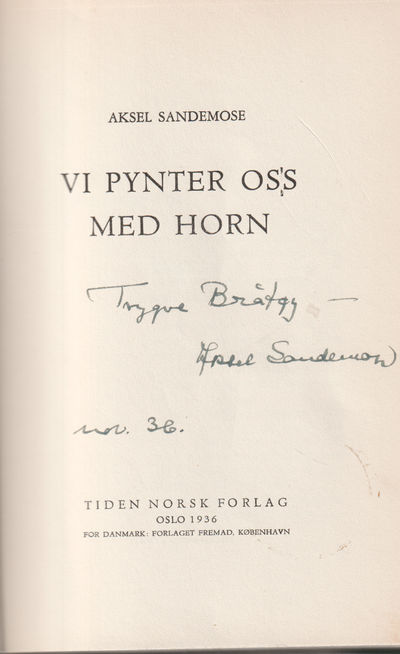 AKSEL SANDEMOSE
VI PYNTER OSS
MED HORN
Trygve Bråtøy —
Aksel Sandemose
nov. 36.
TIDEN NORSK FORLAG
OSLO 1936
FOR DANMARK: FORLAGET FREMAD, KØBENHAVN